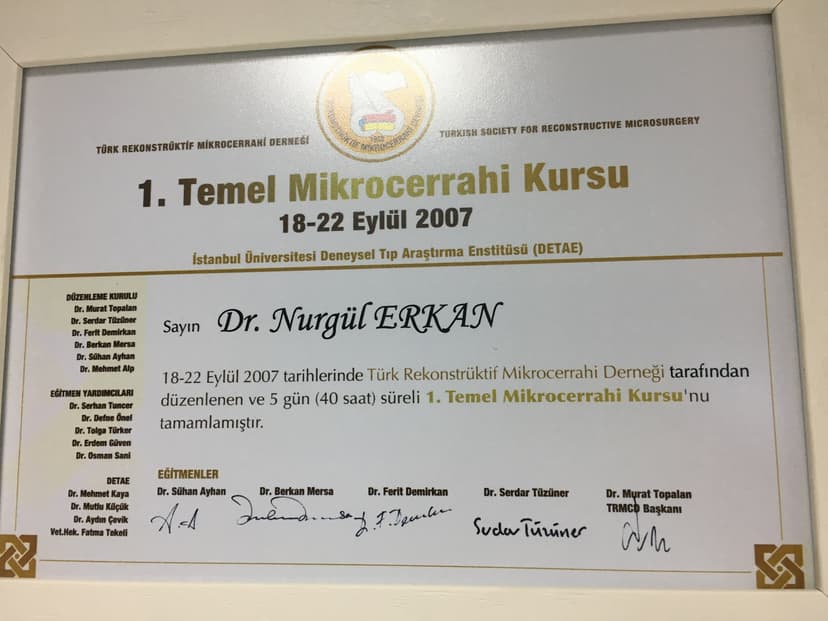 TÜRK REKONSTRÜKTİF MİKROCERRAHİ DERNEĞİ
TURKISH SOCIETY FOR RECONSTRUCTIVE MICROSURGERY
1. Temel Mikrocerrahi Kursu
18-22 Eylül 2007
İstanbul Üniversitesi Deneysel Tıp Araştırma Enstitüsü (DETAE)
DÜZENLEME KURULU
Dr. Murat Topalan
Dr. Serdar Tüzüner
Dr. Ferit Demirkan
Dr. Berkan Mersa
Dr. Sühan Ayhan
Dr. Mehmet Alp
EĞİTMEN YARDIMCILARI
Dr. Serhan Tuncer
Dr. Defne Önel
Dr. Tolga Türker
Dr. Erdem Güven
Dr. Osman Sani
DETAE
Dr. Mehmet Kaya
Dr. Mutlu Küçük
Dr. Aydın Çevik
Vet.Hek. Fatma Tekeli
Sayın Dr. Nurgül ERKAN
18-22 Eylül 2007 tarihlerinde Türk Rekonstrüktif Mikrocerrahi Derneği tarafından
düzenlenen ve 5 gün (40 saat) süreli 1. Temel Mikrocerrahi Kursu'nu
tamamlamıştır.
EĞİTMENLER
Dr. Sühan Ayhan
Dr. Berkan Mersa
Dr. Ferit Demirkan
Dr. Serdar Tüzüner
Dr. Murat Topalan
TRMCD Başkanı
Serdar Tüzüner